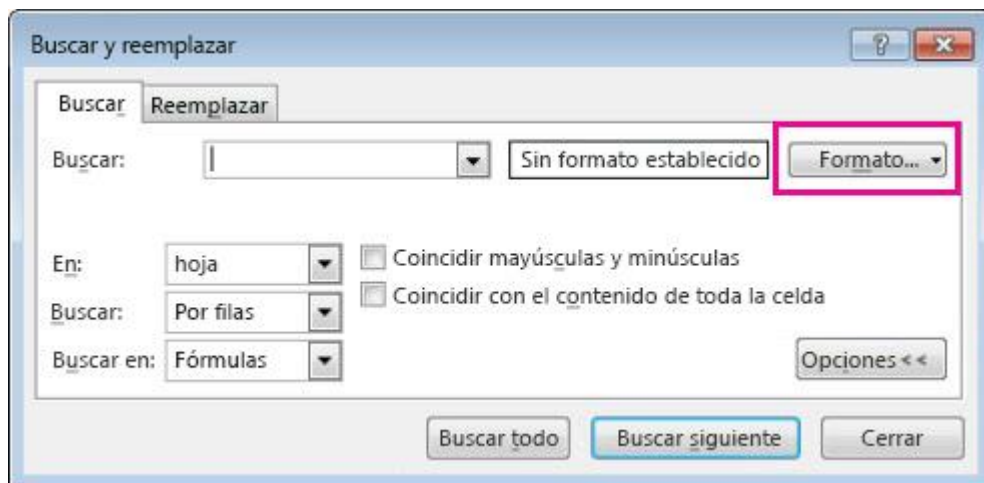 Buscar y reemplazar
Buscar Reemplazar
Buscar: Sin formato establecido Formato...
En: hoja Coincidir mayúsculas y minúsculas
Coincidir con el contenido de toda la celda
Buscar: Por filas
Buscar en: Fórmulas Opciones <<
Buscar todo Buscar siguiente Cerrar